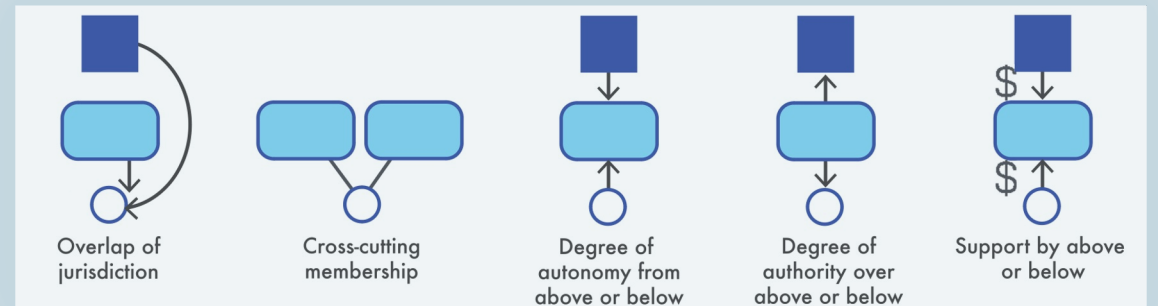 $
$
Overlap of
jurisdiction
Cross-cutting
membership
Degree of
autonomy from
above or below
Degree of
authority over
above or below
Support by above
or below